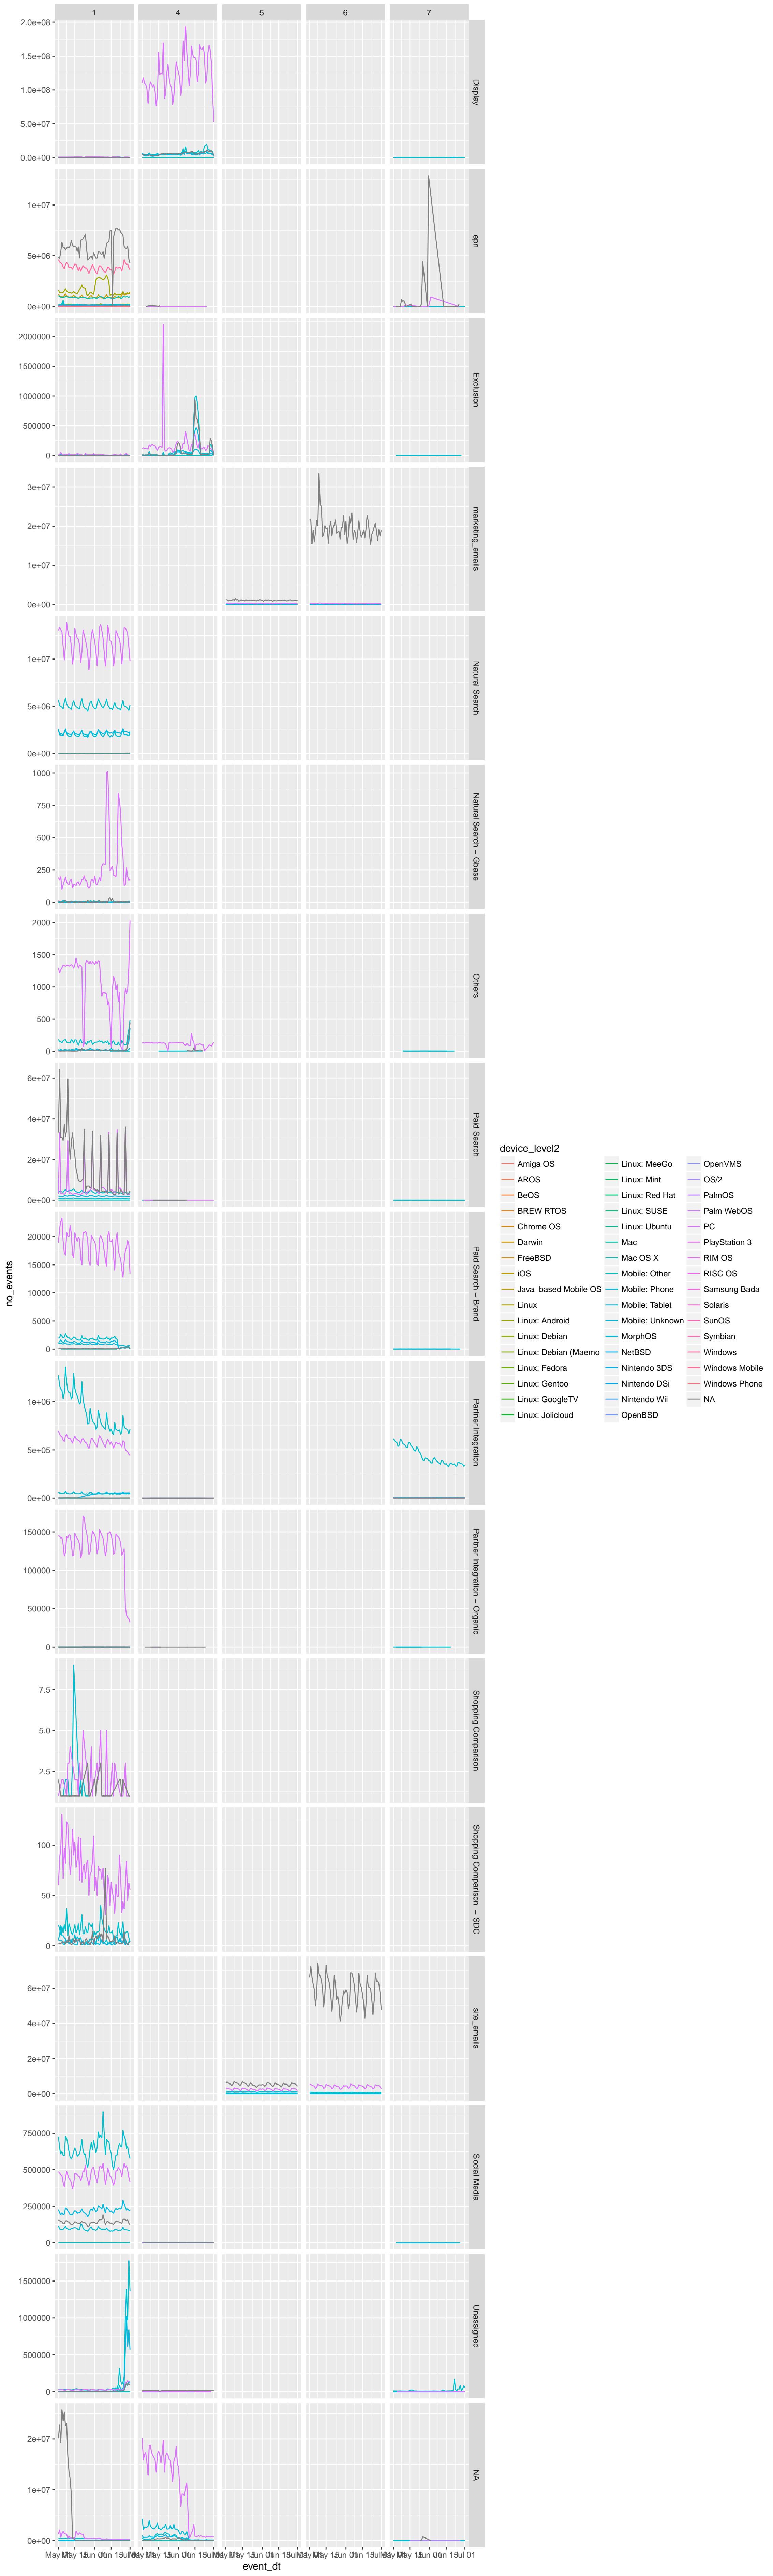 1 4 5 6 7
2.0e+08
1.5e+08
1.0e+08
5.0e+07
0.0e+00
Display
1e+07
5e+06
0e+00
epn
2000000
1500000
1000000
500000
0
Exclusion
3e+07
2e+07
1e+07
0e+00
marketing_emails
1e+07
5e+06
0e+00
Natural Search
1000
750
500
250
0
Natural Search − Gbase
2000
1500
1000
500
0
Others
6e+07
4e+07
2e+07
0e+00
Paid Search
20000
15000
10000
5000
0
Paid Search − Brand
1e+06
5e+05
0e+00
Partner Integration
150000
100000
50000
0
Partner Integration − Organic
7.5
5.0
2.5
Shopping Comparison
100
50
0
Shopping Comparison − SDC
6e+07
4e+07
2e+07
0e+00
site_emails
750000
500000
250000
0
Social Media
1500000
1000000
500000
0
Unassigned
2e+07
1e+07
0e+00
NA
Jul 01
event_dt
no_events
device_level2
Amiga OS
AROS
BeOS
BREW RTOS
Chrome OS
Darwin
FreeBSD
iOS
Java−based Mobile OS
Linux
Linux: Android
Linux: Debian
Linux: Debian (Maemo
Linux: Fedora
Linux: Gentoo
Linux: GoogleTV
Linux: Jolicloud
Linux: MeeGo
Linux: Mint
Linux: Red Hat
Linux: SUSE
Linux: Ubuntu
Mac
Mac OS X
Mobile: Other
Mobile: Phone
Mobile: Tablet
Mobile: Unknown
MorphOS
NetBSD
Nintendo 3DS
Nintendo DSi
Nintendo Wii
OpenBSD
OpenVMS
OS/2
PalmOS
Palm WebOS
PC
PlayStation 3
RIM OS
RISC OS
Samsung Bada
Solaris
SunOS
Symbian
Windows
Windows Mobile
Windows Phone
NA